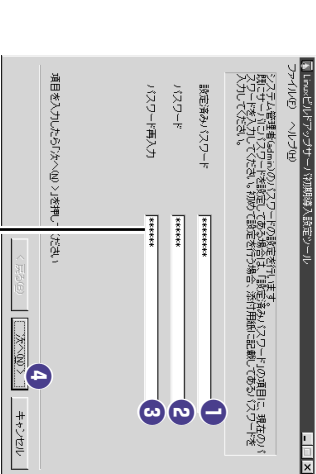 Linuxビルドアップサーバ初期導入設定ツール
ファイル(F) ヘルプ(H)
システム管理者(admin)のパスワードの設定を行います。
既にサーバにパスワードを設定してある場合は、「設定済みパスワード」の項目に、現在のパ
スワードを入力してください。初めて設定を行う場合、添付用紙に記載してあるパスワードを
入力してください。
設定済みパスワード ******** 1
パスワード ******* 2
パスワード再入力 ******* 3
項目を入力したら「次へ(N) >」を押し ください
次へ(N) > キャンセル
4